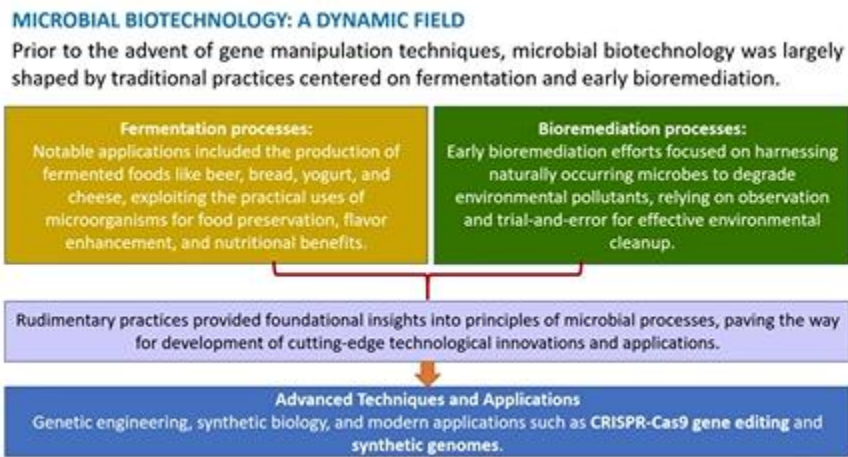 MICROBIAL BIOTECHNOLOGY: A DYNAMIC FIELD
Prior to the advent of gene manipulation techniques, microbial biotechnology was largely
shaped by traditional practices centered on fermentation and early bioremediation.
Fermentation processes:
Notable applications included the production of
fermented foods like beer, bread, yogurt, and
cheese, exploiting the practical uses of
microorganisms for food preservation, flavor
enhancement, and nutritional benefits.
Bioremediation processes:
Early bioremediation efforts focused on harnessing
naturally occurring microbes to degrade
environmental pollutants, relying on observation
and trial-and-error for effective environmental
cleanup.
Rudimentary practices provided foundational insights into principles of microbial processes, paving the way
for development of cutting-edge technological innovations and applications.
Advanced Techniques and Applications
Genetic engineering, synthetic biology, and modern applications such as CRISPR-Cas9 gene editing and
synthetic genomes.